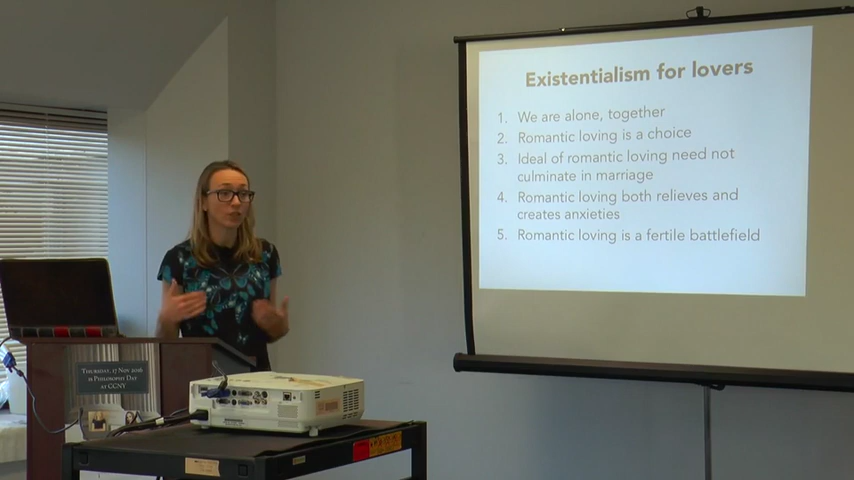 Existentialism for lovers
1. We are alone, together
2. Romantic loving is a choice
3. Ideal of romantic loving need not
culminate in marriage
4. Romantic loving both relieves and
creates anxieties
5. Romantic loving is a fertile battlefield
Thursday, 17 Nov 2016
is Philosophy Day
at CCNY